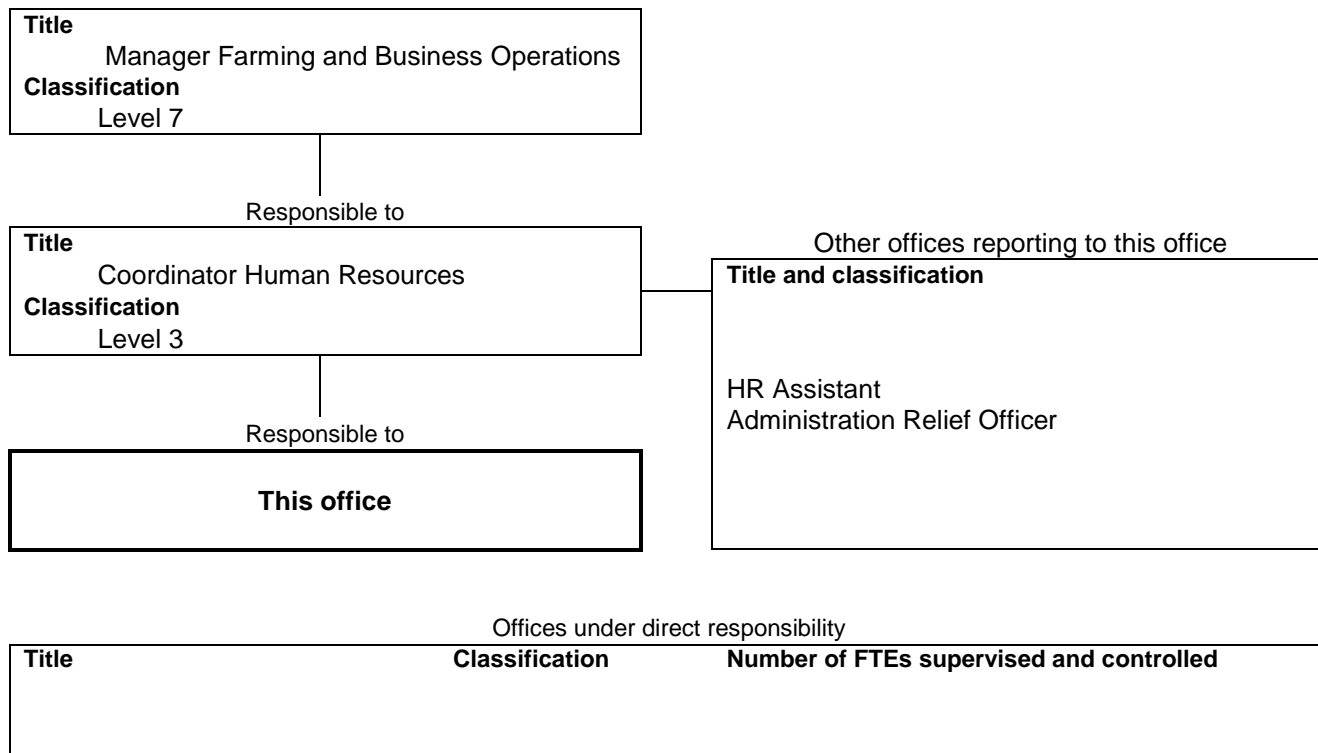 Title
Manager Farming and Business Operations
Classification
Level 7
Responsible to
Title
Coordinator Human Resources
Classification
Level 3
Other offices reporting to this office
Title and classification
HR Assistant
Administration Relief Officer
Responsible to
This office
Offices under direct responsibility
Title Classification Number of FTEs supervised and controlled